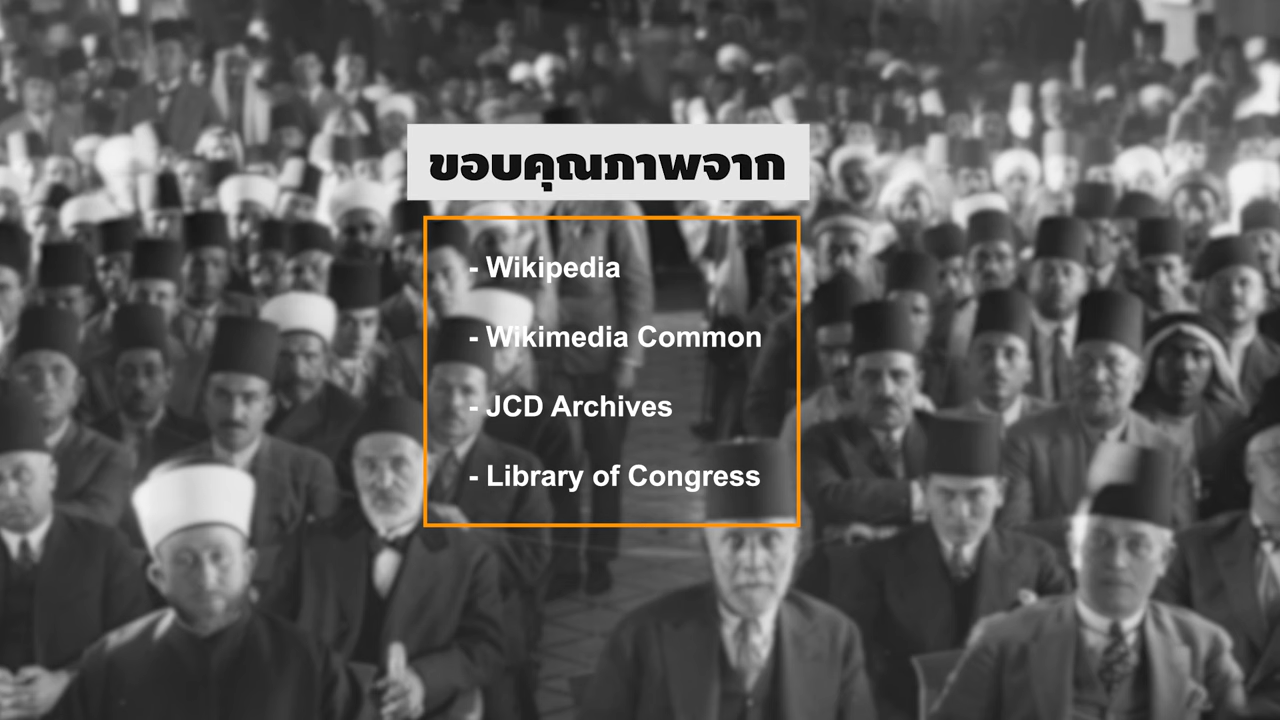 ขอบคุณภาพจาก
- Wikipedia
- Wikimedia Common
- JCD Archives
- Library of Congress